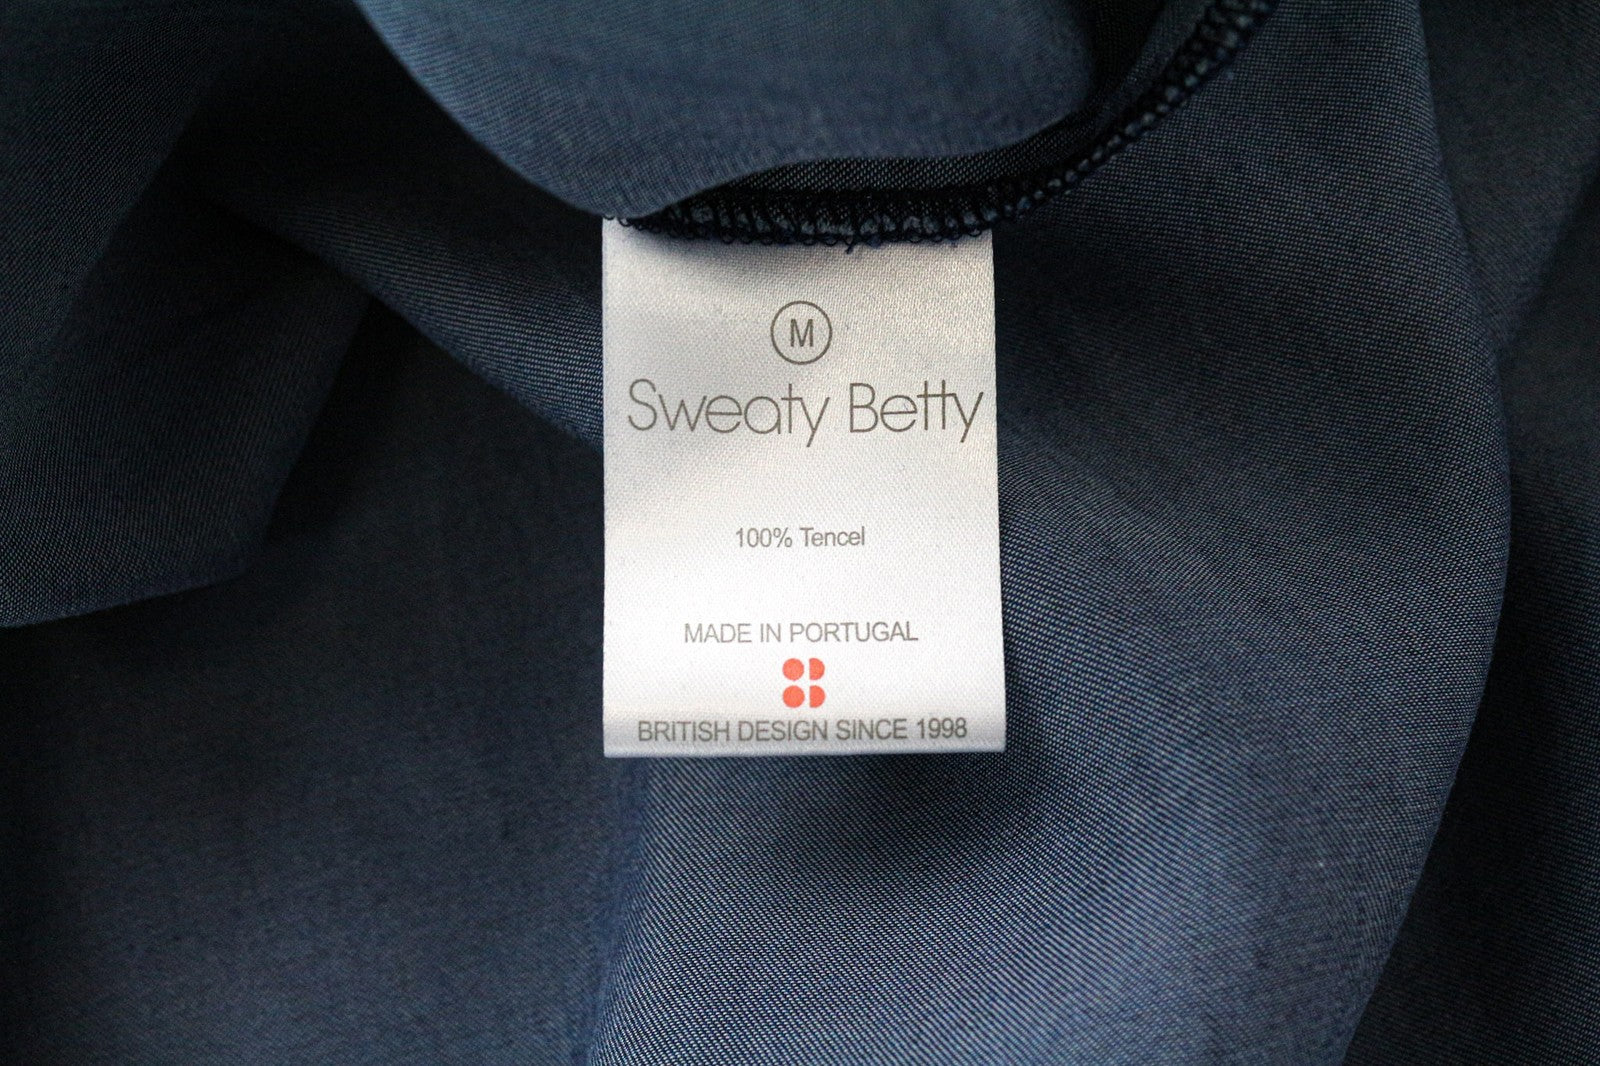 M
Sweaty Betty
100% Tencel
MADE IN PORTUGAL
BRITISH DESIGN SINCE 1998